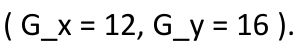 ( G_x = 12, G_y = 16 ).